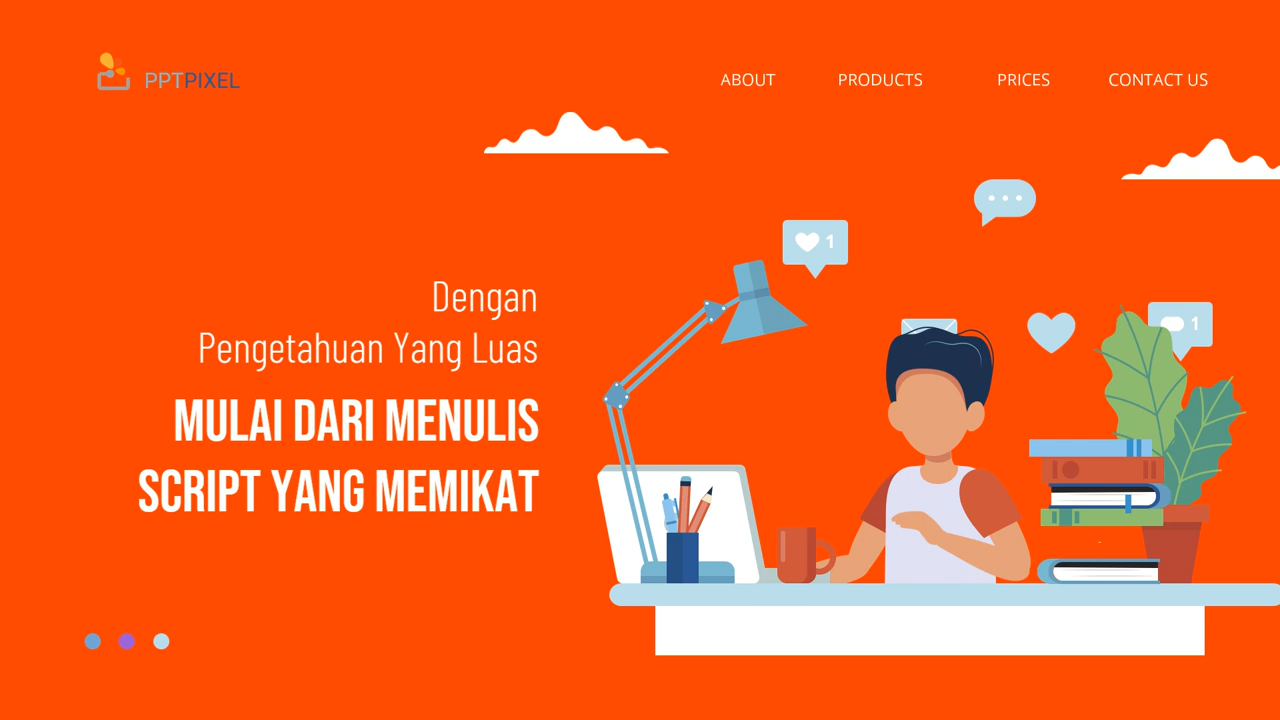 PPTPIXEL
ABOUT PRODUCTS PRICES CONTACT US
1
1
Dengan
Pengetahuan Yang Luas
MULAI DARI MENULIS
SCRIPT YANG MEMIKAT